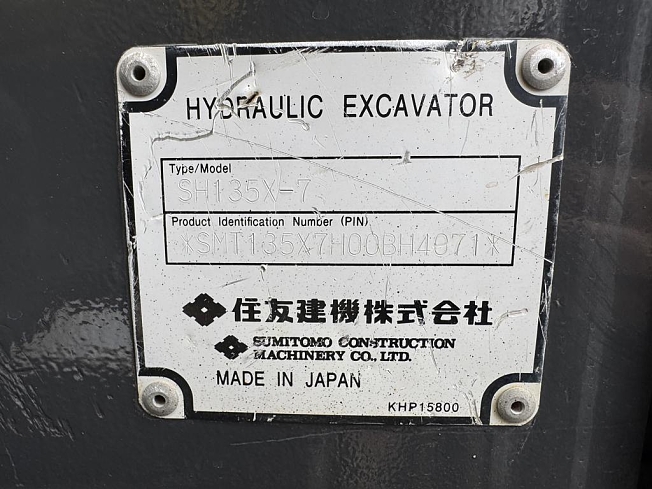 HYDRAULIC EXCAVATOR
Type/Model
SH135X-7
Product Identification Number (PIN)
*SMT135X7H00BH4071*
住友建機株式会社
SUMITOMO CONSTRUCTION
MACHINERY CO., LTD.
MADE IN JAPAN
KHP15800